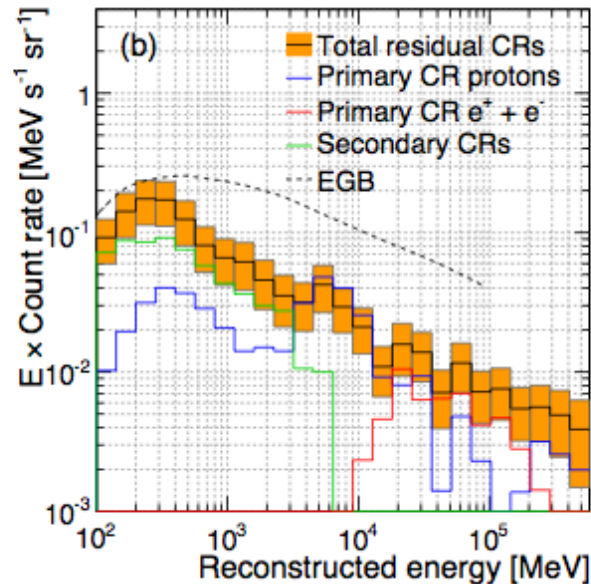 (b)
Total residual CRs
Primary CR protons
Primary CR e⁺ + e⁻
Secondary CRs
EGB
E × Count rate [MeV s⁻¹ sr⁻¹]
1
10⁻¹
10⁻²
10⁻³
10² 10³ 10⁴ 10⁵
Reconstructed energy [MeV]